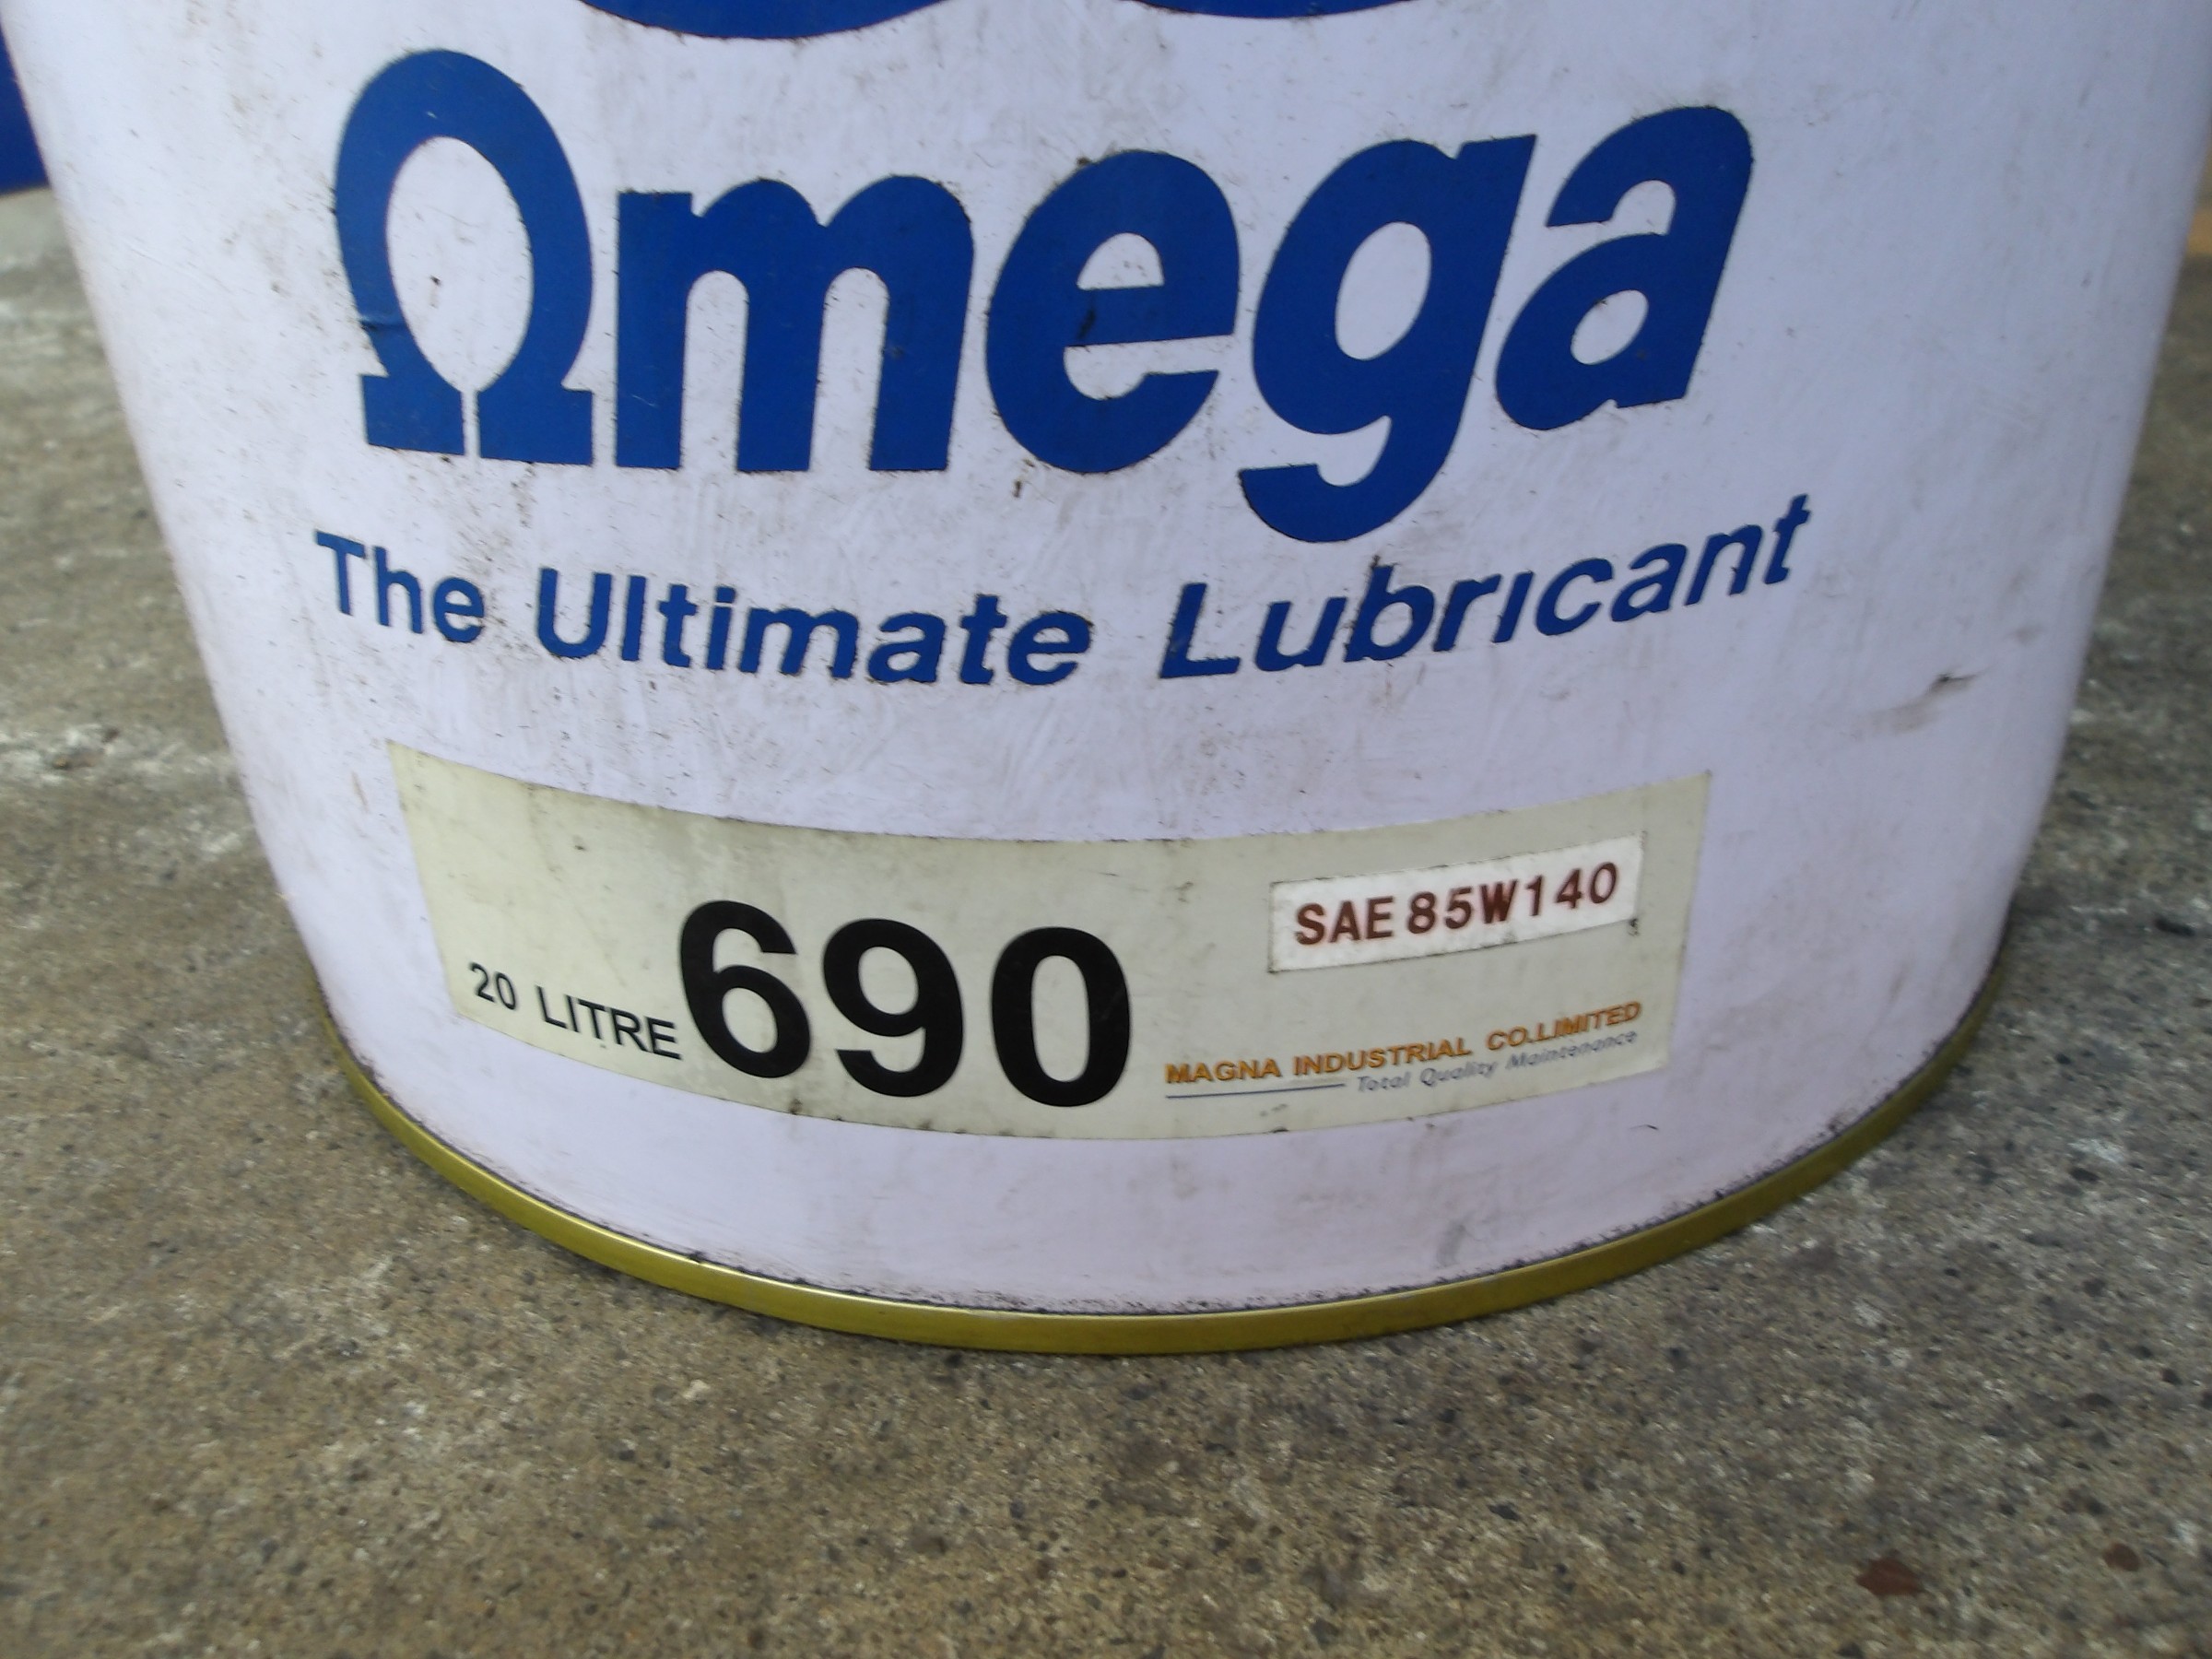 Ωmega
The Ultimate Lubricant
SAE 85W140
20 LITRE 690
MAGNA INDUSTRIAL CO.LIMITED
Total Quality Maintenance